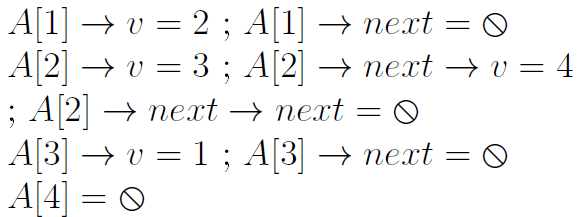 A[1] → v = 2 ; A[1] → next = ⦸
A[2] → v = 3 ; A[2] → next → v = 4
; A[2] → next → next = ⦸
A[3] → v = 1 ; A[3] → next = ⦸
A[4] = ⦸